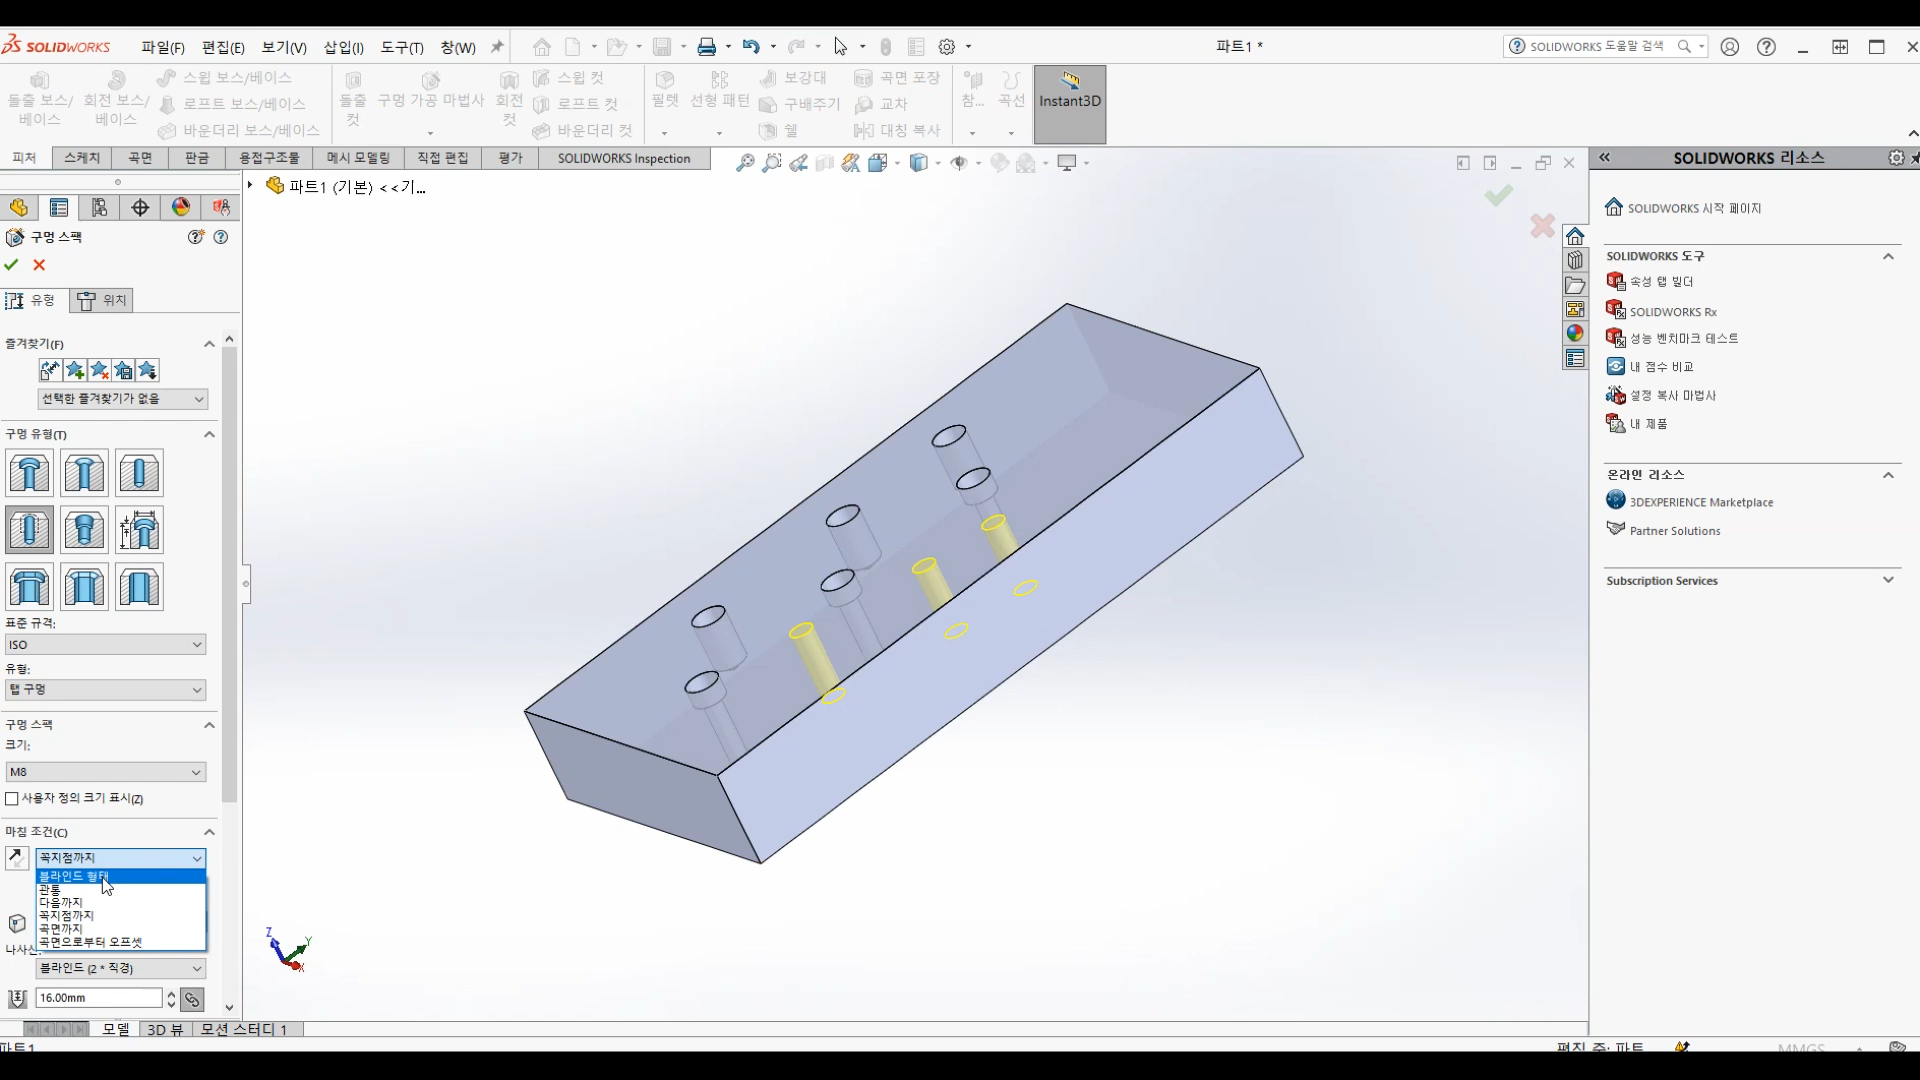 SOLIDWORKS 파일(F) 편집(E) 보기(V) 삽입(I) 도구(T) 창(W) 파트1 * SOLIDWORKS 도움말 검색
돌출 보스/베이스
회전 보스/베이스
스윕 보스/베이스
로프트 보스/베이스
바운더리 보스/베이스
돌출 컷
구멍 가공 마법사
회전 컷
스윕 컷
로프트 컷
바운더리 컷
필렛
선형 패턴
보강대
구배주기
쉘
곡면 포장
교차
대칭 복사
참...
곡선
Instant3D
피처 스케치 곡면 판금 용접구조물 메시 모델링 직접 편집 평가 SOLIDWORKS Inspection
파트1 (기본) <<기...
구멍 스펙
유형 위치
즐겨찾기(F)
선택한 즐겨찾기가 없음
구멍 유형(T)
표준 규격:
ISO
유형:
탭 구멍
구멍 스펙
크기:
M8
사용자 정의 크기 표시(Z)
마침 조건(C)
꼭지점까지
블라인드 형태
관통
다음까지
꼭지점까지
곡면까지
곡면으로부터 오프셋
나사산:
블라인드 (2 * 직경)
16.00mm
Z
Y
X
모델 3D 뷰 모션 스터디 1
파트1
편집 중: 파트 MMGS
SOLIDWORKS 리소스
SOLIDWORKS 시작 페이지
SOLIDWORKS 도구
속성 탭 빌더
SOLIDWORKS Rx
성능 벤치마크 테스트
내 점수 비교
설정 복사 마법사
내 제품
온라인 리소스
3DEXPERIENCE Marketplace
Partner Solutions
Subscription Services